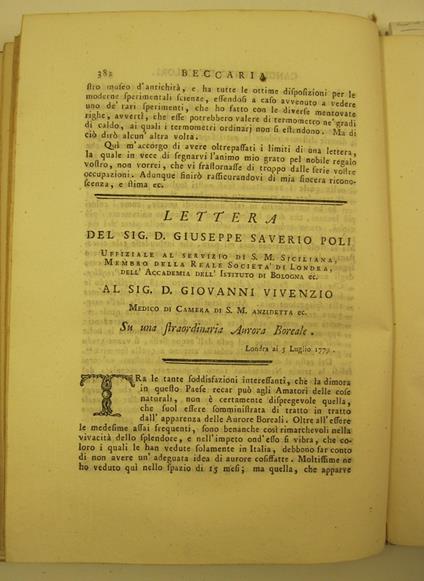 382 BECCARIA
ſtro muſeo d'antichità, e ha tutte le ottime diſpoſizioni per le
moderne ſperimentali ſcienze, eſſendoſi a caſo avvenuto a vedere
uno de' rari ſperimenti, che ho fatto con le diverſe mentovate
righe, avvertì, che eſſe potrebbero valere di termometro ne' gradi
di caldo, ai quali i termometri ordinarj non ſi eſtendono. Ma di
ciò dirò alcun' altra volta.
Quì m'accorgo di avere oltrepaſſati i limiti di una lettera,
la quale in vece di ſegnarvi l'animo mio grato pel nobile regalo
voſtro, non vorrei, che vi fraſtornaſſe di troppo dalle ſerie voſtre
occupazioni. Adunque finirò raſſicurandovi di mia ſincera ricono-
ſcenza, e ſtima ec.
LETTERA
DEL SIG. D. GIUSEPPE SAVERIO POLI
UFFIZIALE AL SERVIZIO DI S. M. SICILIANA,
MEMBRO DELLA REALE SOCIETA' DI LONDRA,
DELL' ACCADEMIA DELL' ISTITUTO DI BOLOGNA ec.
AL SIG. D. GIOVANNI VIVENZIO
MEDICO DI CAMERA DI S. M. ANZIDETTA ec.
Su una ſtraordinaria Aurora Boreale.
Londra ai 5 Luglio 1779.
TRa le tante ſoddisfazioni intereſſanti, che la dimora
in queſto Paeſe recar può agli Amatori delle coſe
naturali, non è certamente diſpregevole quella,
che ſuol eſſere ſomminiſtrata di tratto in tratto
dall' apparenza delle Aurore Boreali. Oltre all'eſſere
le medeſime aſſai frequenti, ſono benanche così rimarchevoli nella
vivacità dello ſplendore, e nell'impeto ond'eſſo ſi vibra, che co-
loro i quali le han vedute ſolamente in Italia, debbono far conto
di non avere un' adeguata idea di aurore coſiffatte. Moltiſſime ne
ho veduto quì nello ſpazio di 15 meſi; ma quella, che apparve